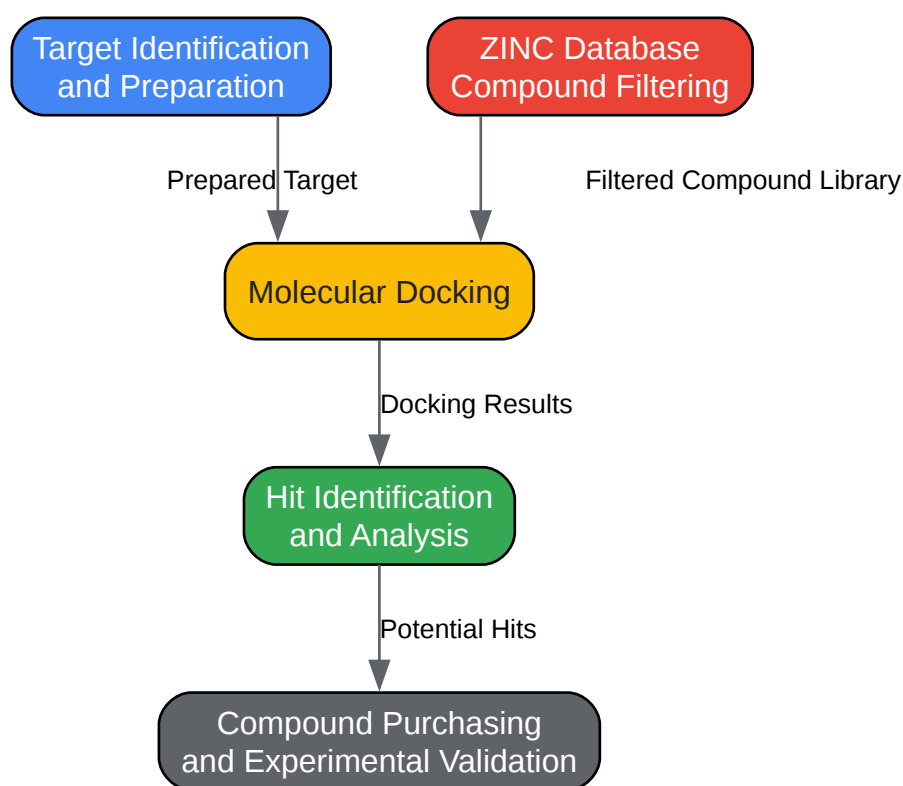 Target Identification
and Preparation
ZINC Database
Compound Filtering
Prepared Target
Filtered Compound Library
Molecular Docking
Docking Results
Hit Identification
and Analysis
Potential Hits
Compound Purchasing
and Experimental Validation